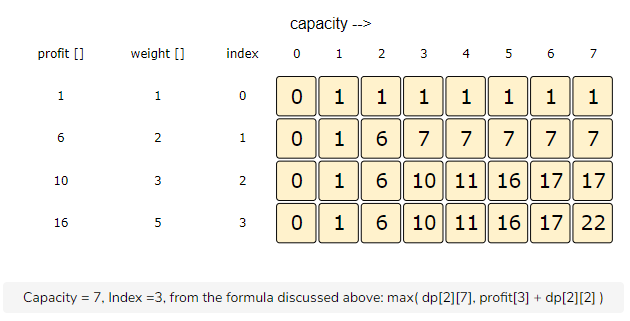 capacity -->
profit [] weight [] index 0 1 2 3 4 5 6 7
1 1 0 0 1 1 1 1 1 1 1
6 2 1 0 1 6 7 7 7 7 7
10 3 2 0 1 6 10 11 16 17 17
16 5 3 0 1 6 10 11 16 17 22
Capacity = 7, Index =3, from the formula discussed above: max( dp[2][7], profit[3] + dp[2][2] )